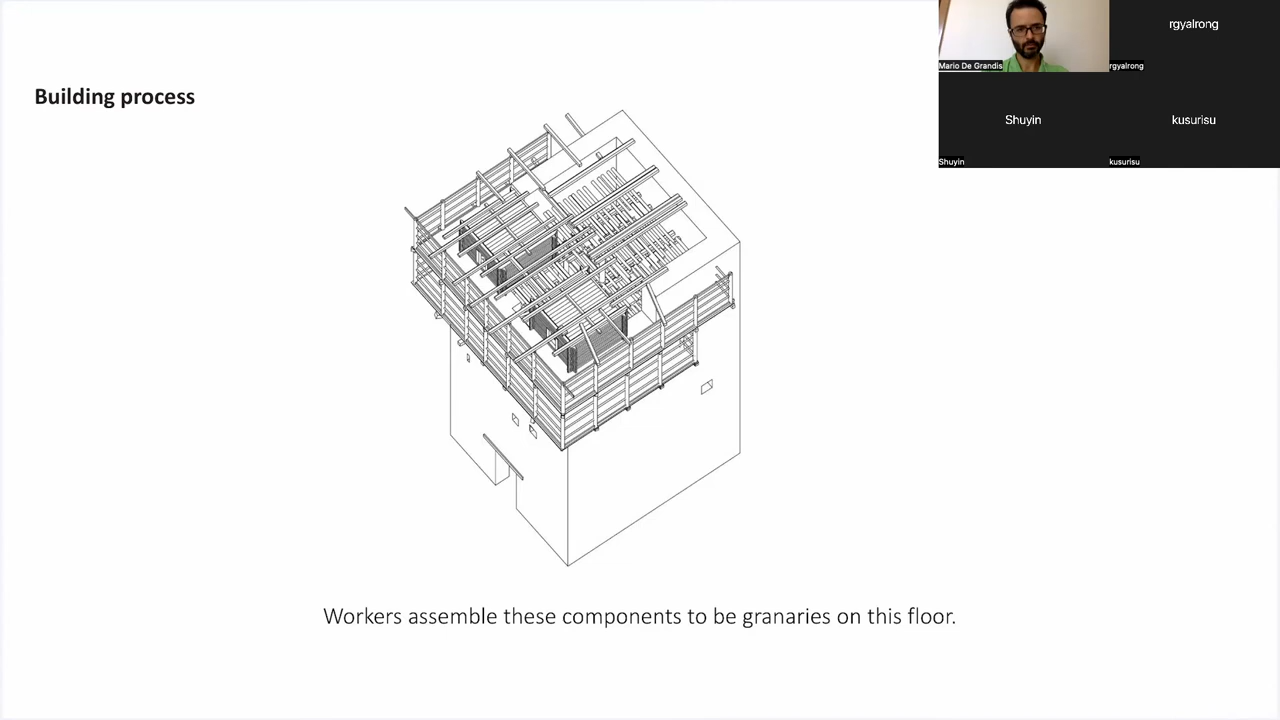 Building process
Workers assemble these components to be granaries on this floor.
Mario De Grandis
rgyalrong
rgyalrong
Shuyin
Shuyin
kusurisu
kusurisu